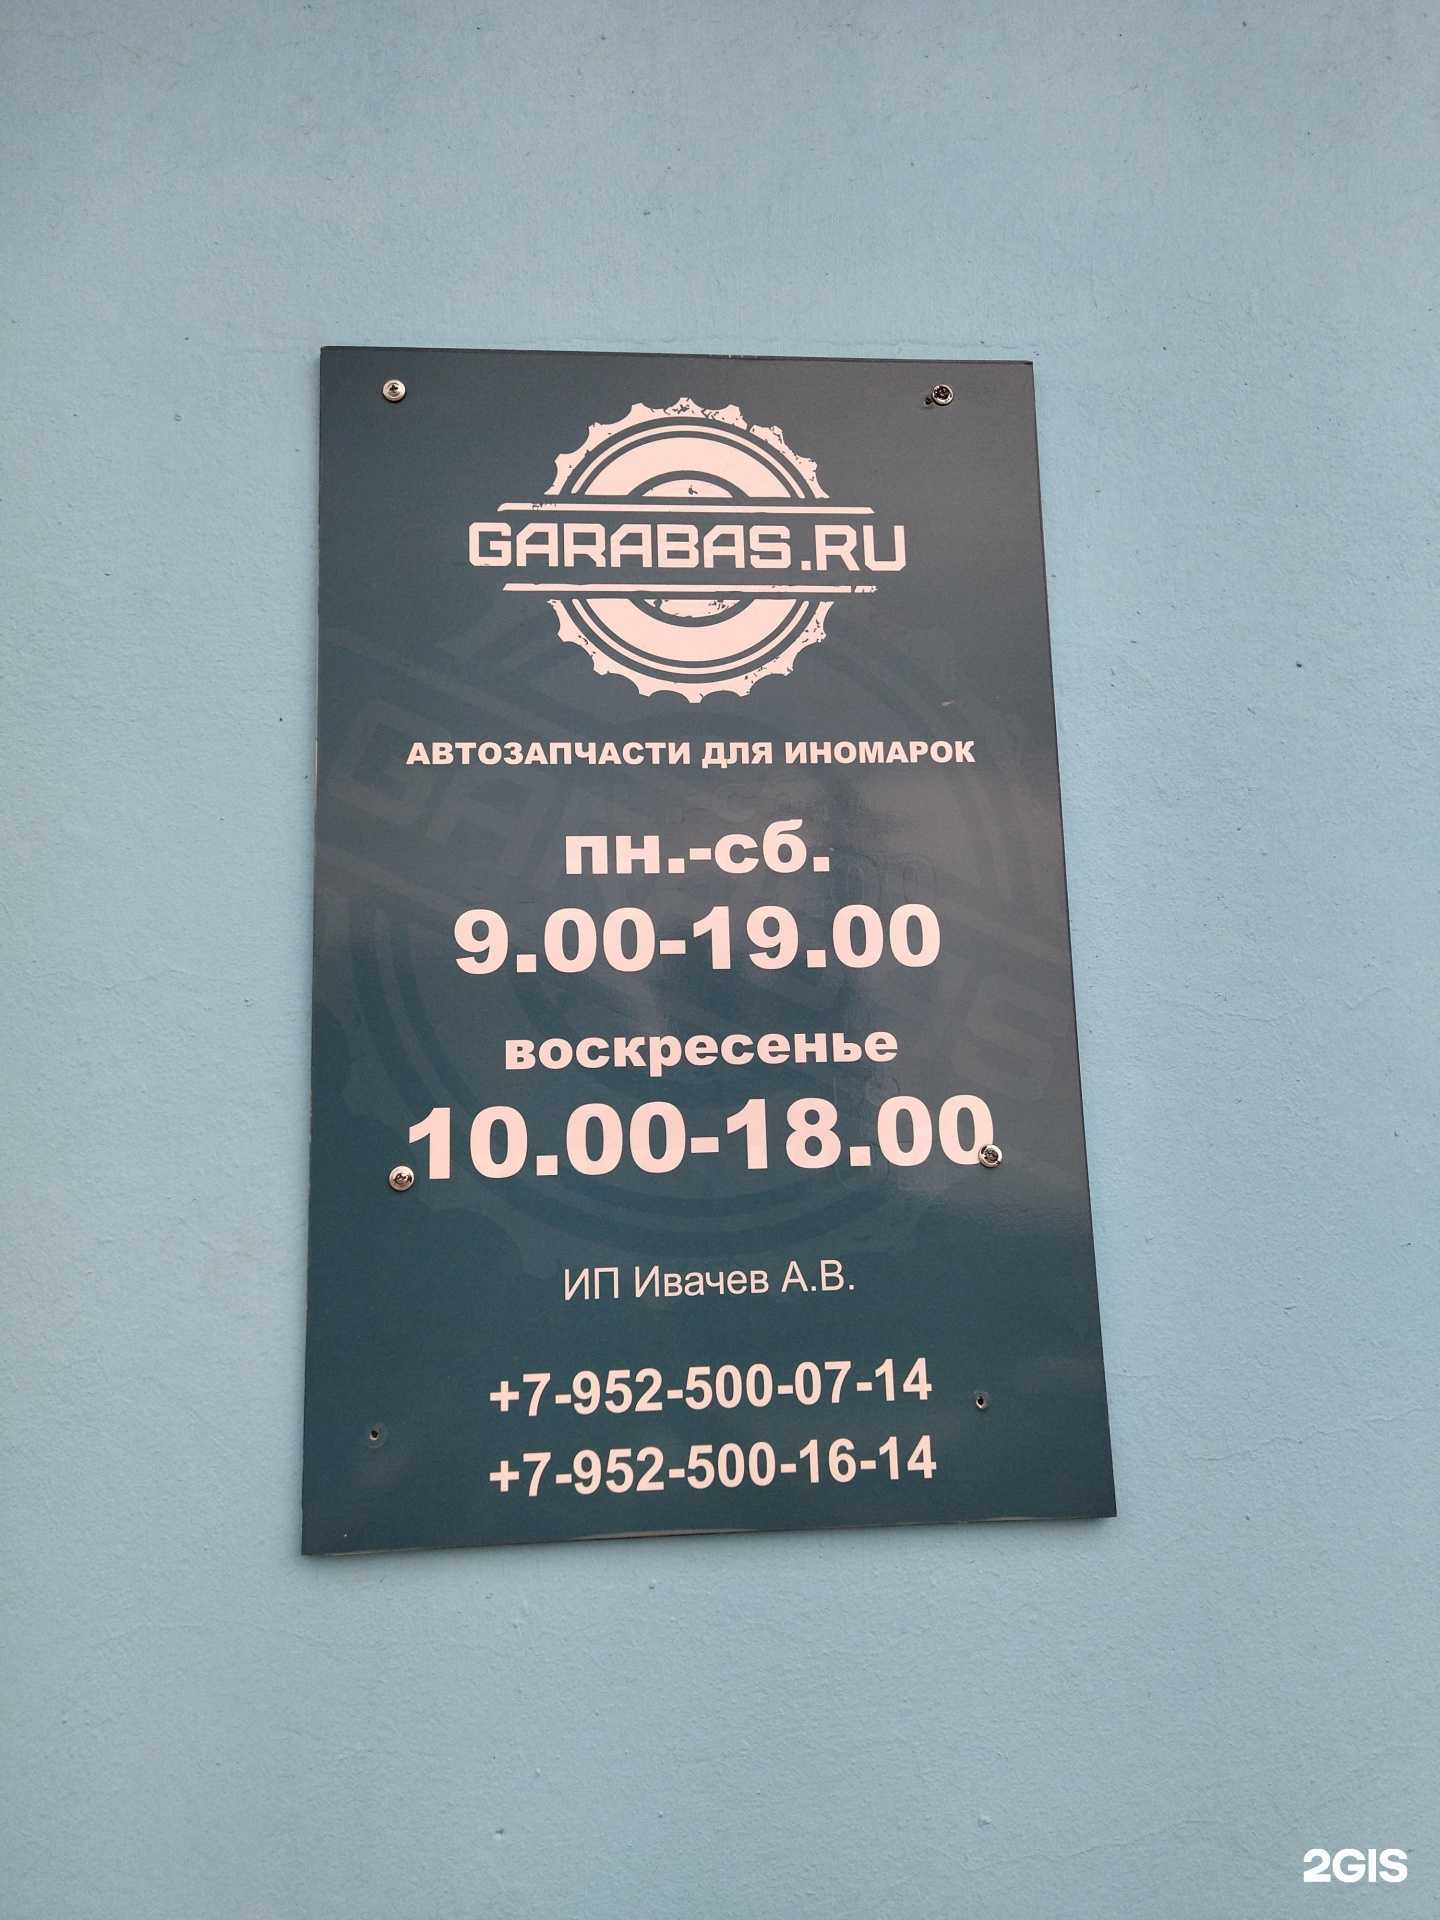 GARABAS.RU
АВТОЗАПЧАСТИ ДЛЯ ИНОМАРОК
пн.-сб.
9.00-19.00
воскресенье
10.00-18.00
ИП Ивачев А.В.
+7-952-500-07-14
+7-952-500-16-14
2GIS